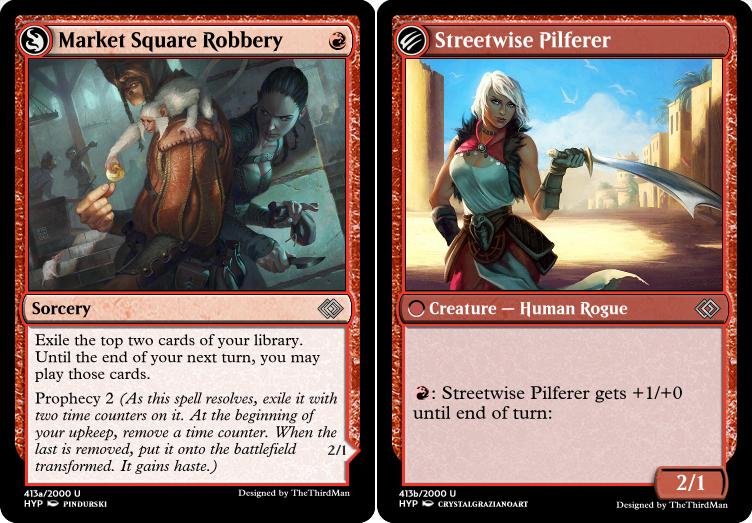 Market Square Robbery
Sorcery
Exile the top two cards of your library.
Until the end of your next turn, you may
play those cards.
Prophecy 2 (As this spell resolves, exile it with
two time counters on it. At the beginning of
your upkeep, remove a time counter. When the
last is removed, put it onto the battlefield
transformed. It gains haste.)
2/1
413a/2000 U
HYP PINDURSKI
Designed by TheThirdMan
Streetwise Pilferer
Creature — Human Rogue
: Streetwise Pilferer gets +1/+0
until end of turn:
2/1
413b/2000 U
HYP CRYSTALGRAZIANOART
Designed by TheThirdMan